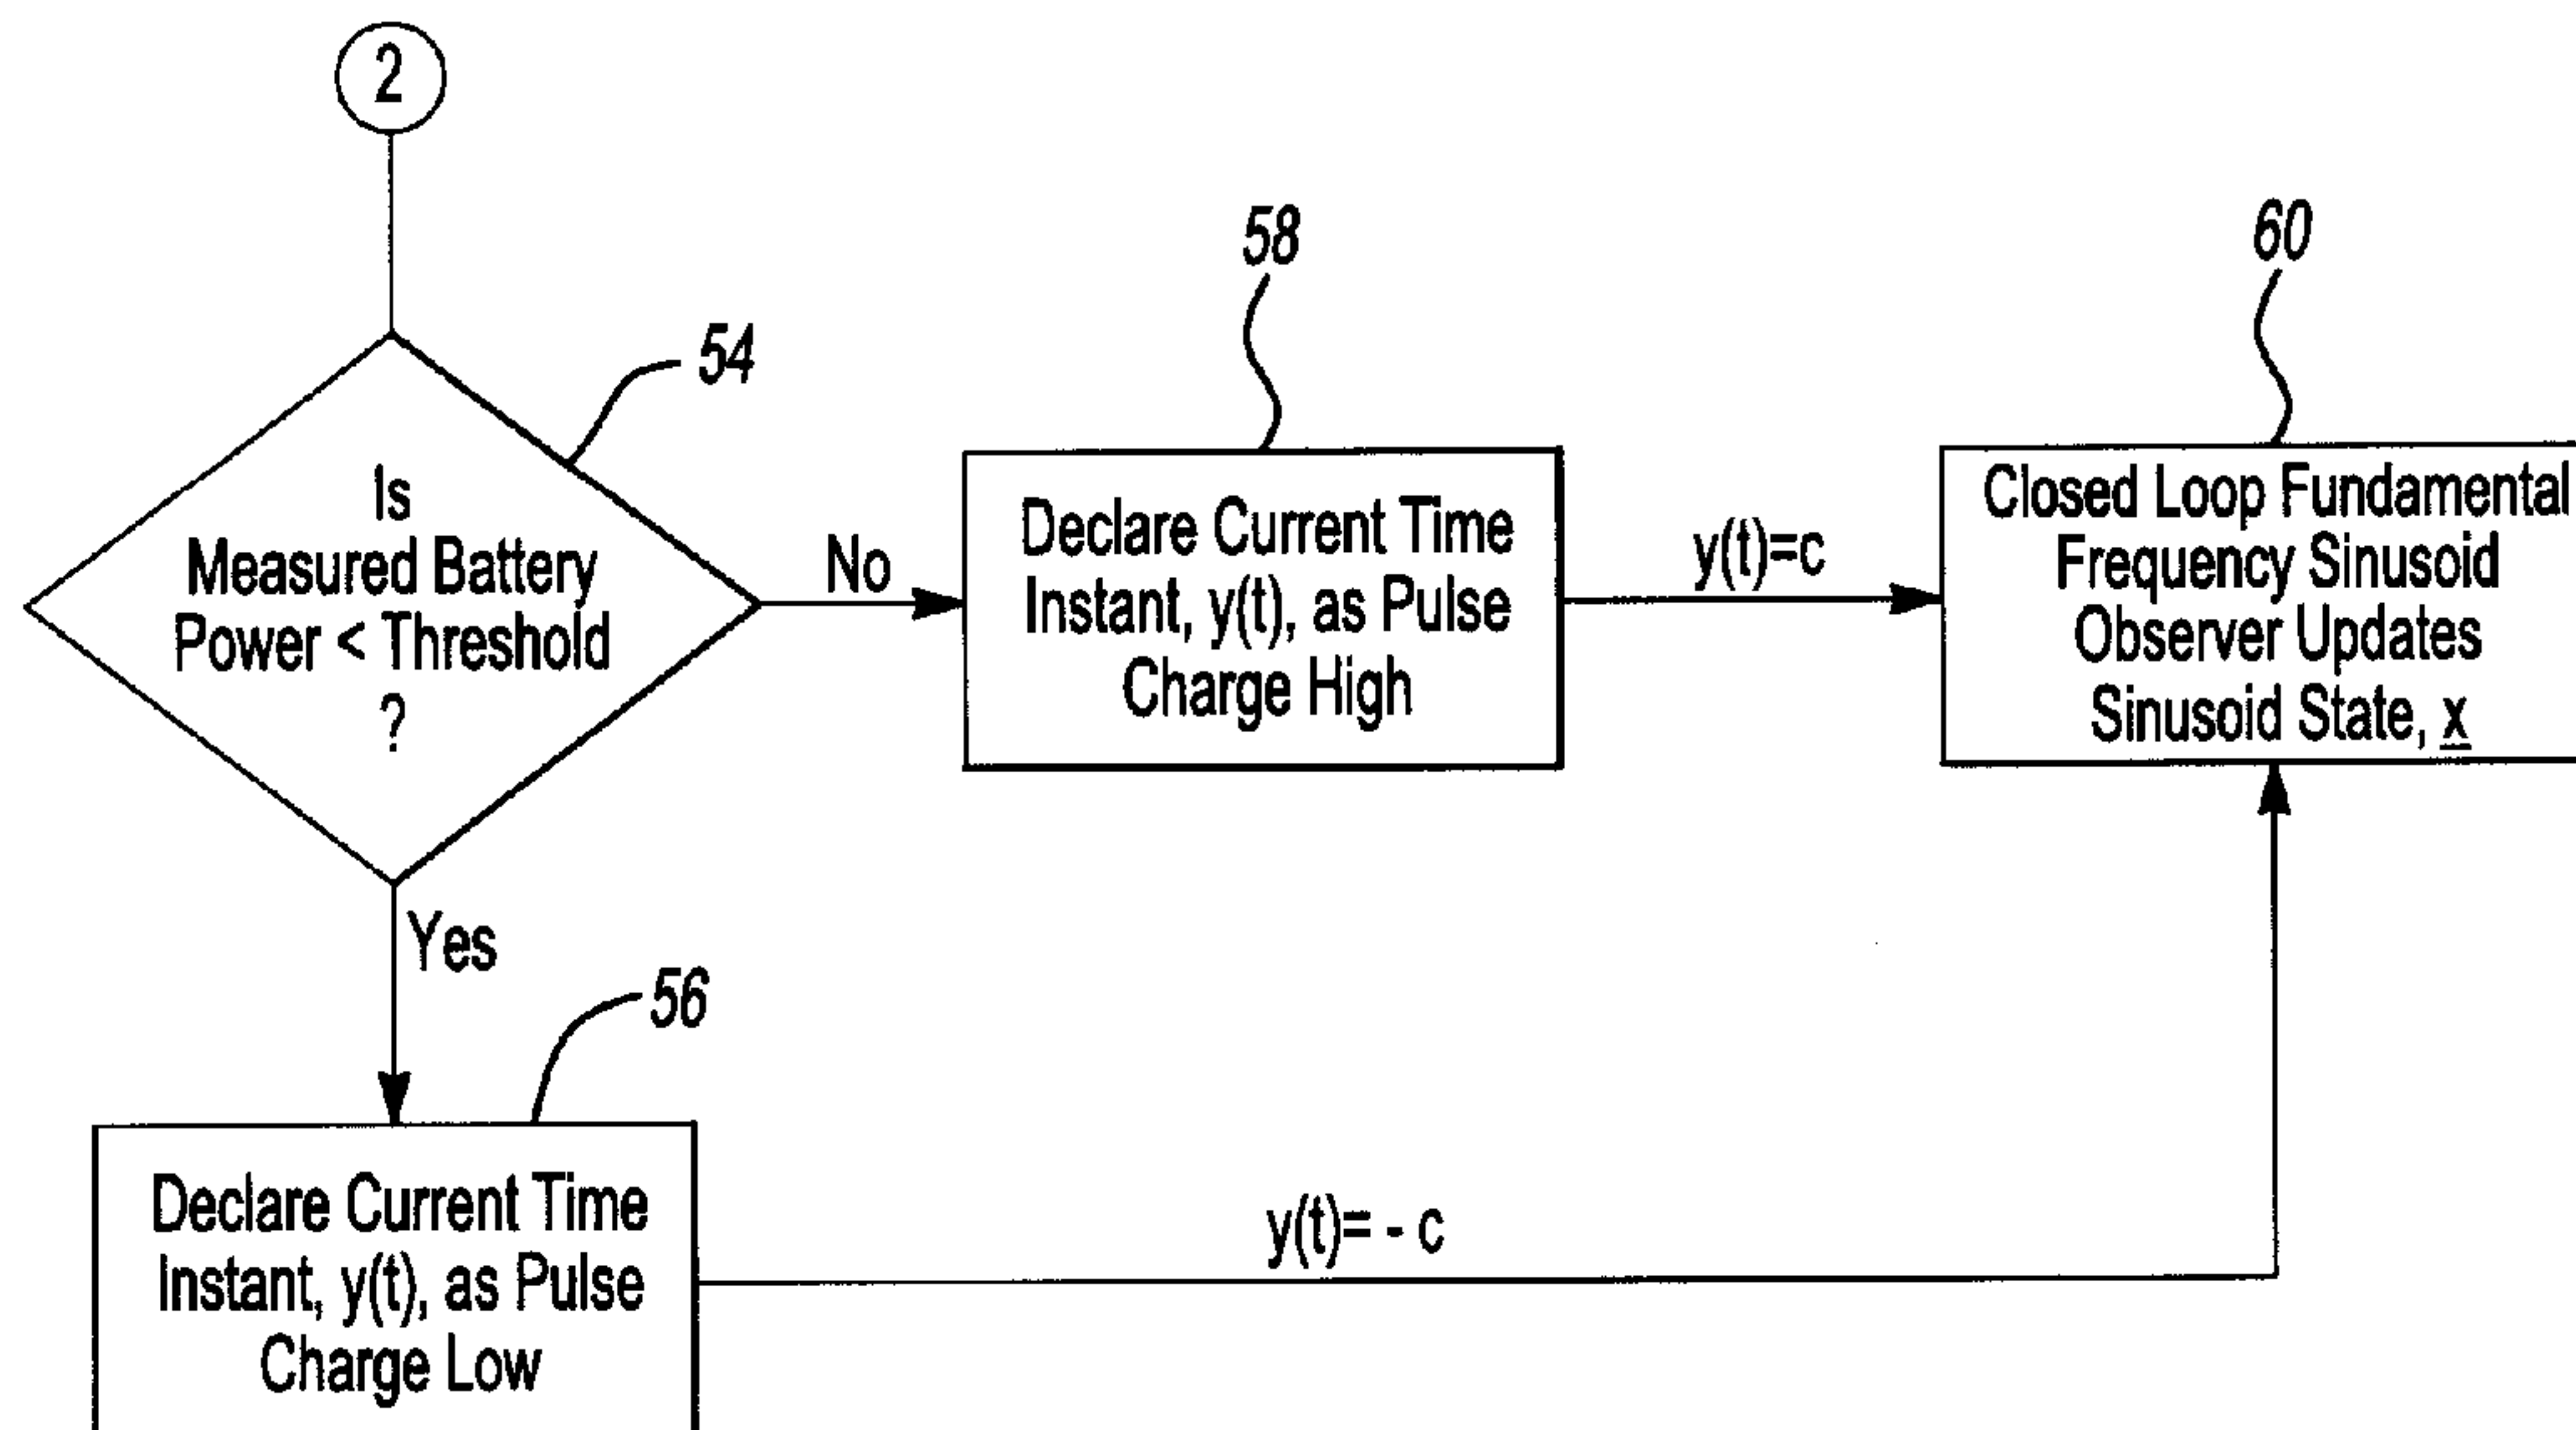 2
54
Is
Measured Battery
Power < Threshold
?
No
Yes
58
Declare Current Time
Instant, y(t), as Pulse
Charge High
y(t)=c
60
Closed Loop Fundamental
Frequency Sinusoid
Observer Updates
Sinusoid State, x
56
Declare Current Time
Instant, y(t), as Pulse
Charge Low
y(t)= - c